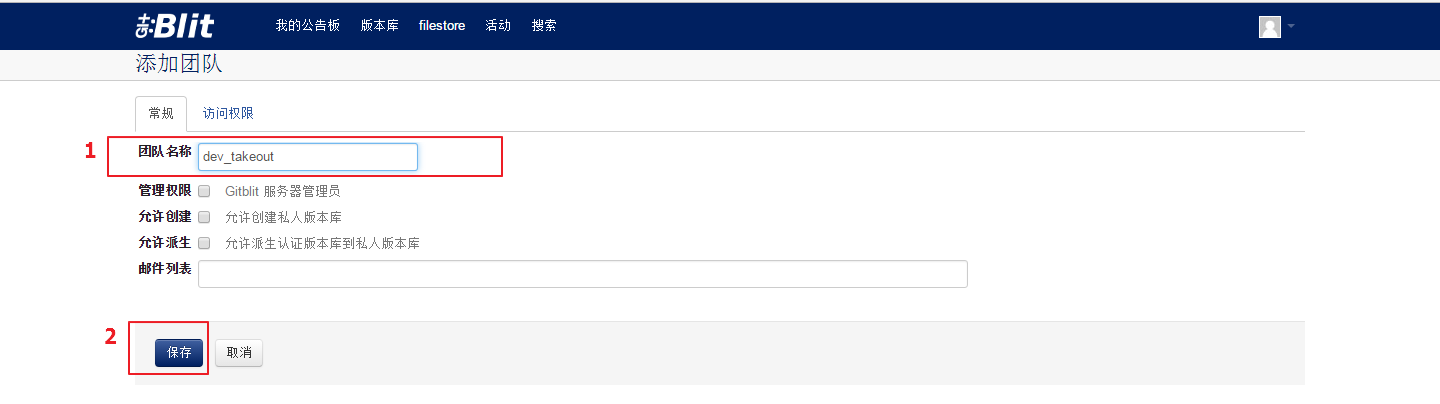 Git:Blit 我的公告板 版本库 filestore 活动 搜索
添加团队
常规 访问权限
1 团队名称 dev_takeout
管理权限 Gitblit 服务器管理员
允许创建 允许创建私人版本库
允许派生 允许派生认证版本库到私人版本库
邮件列表
2 保存 取消